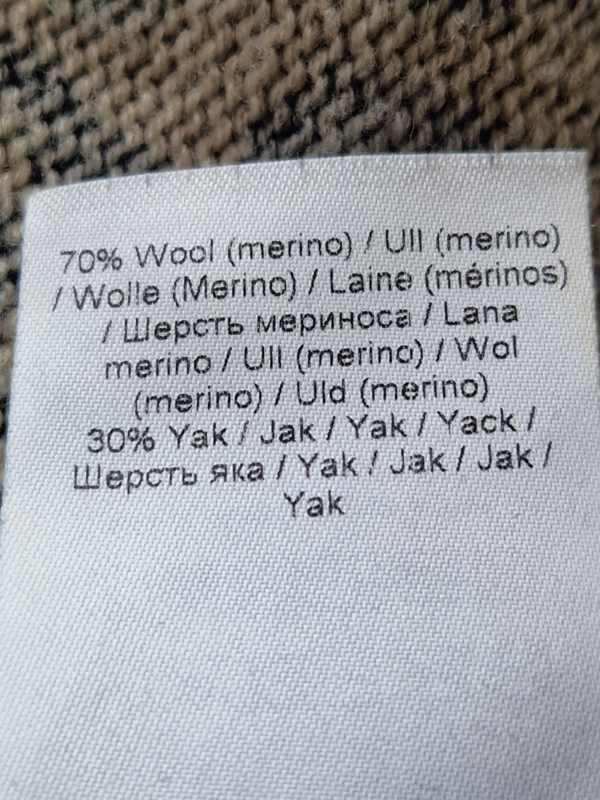 70% Wool (merino) / Ull (merino)
/ Wolle (Merino) / Laine (mérinos)
/ Шерсть мериноса / Lana
merino / Ull (merino) / Wol
(merino) / Uld (merino)
30% Yak / Jak / Yak / Yack /
Шерсть яка / Yak / Jak / Jak /
Yak